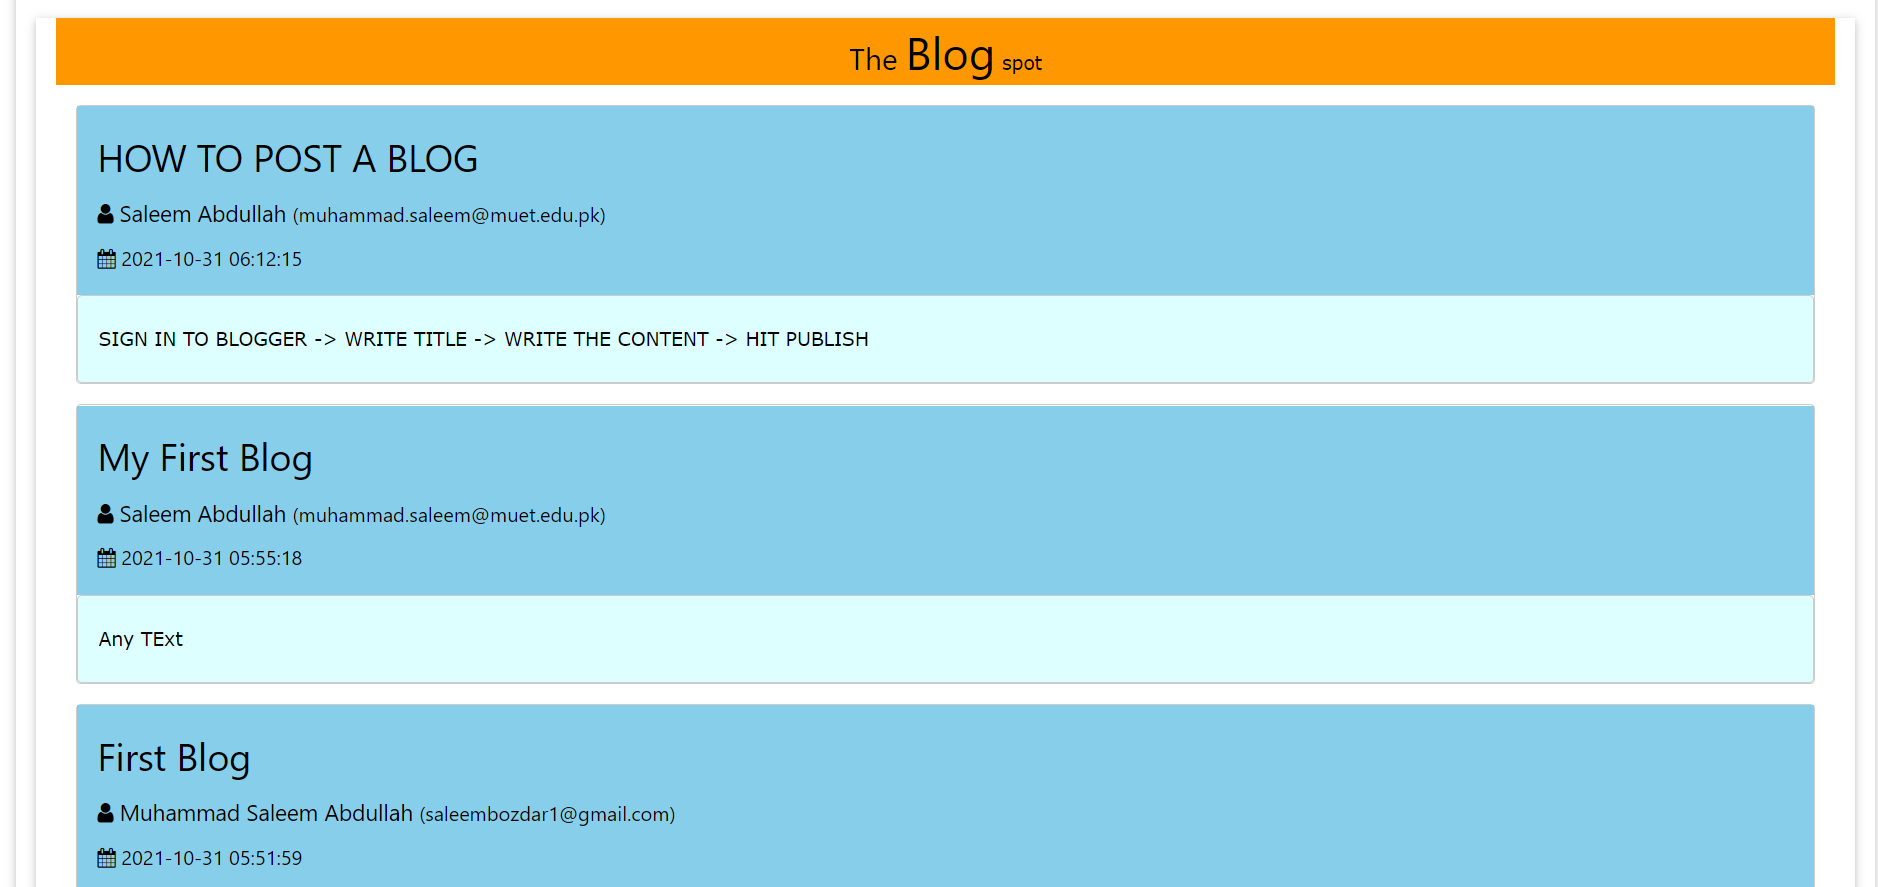 The Blog spot
HOW TO POST A BLOG
Saleem Abdullah (muhammad.saleem@muet.edu.pk)
2021-10-31 06:12:15
SIGN IN TO BLOGGER -> WRITE TITLE -> WRITE THE CONTENT -> HIT PUBLISH
My First Blog
Saleem Abdullah (muhammad.saleem@muet.edu.pk)
2021-10-31 05:55:18
Any TExt
First Blog
Muhammad Saleem Abdullah (saleembozdar1@gmail.com)
2021-10-31 05:51:59